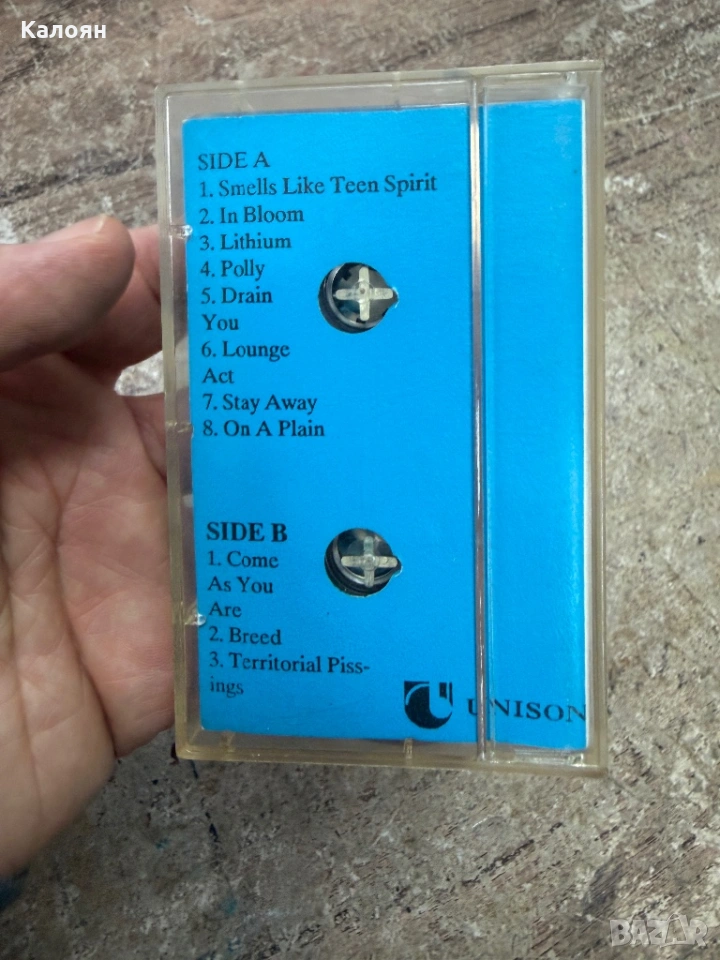 Калоян
SIDE A
1. Smells Like Teen Spirit
2. In Bloom
3. Lithium
4. Polly
5. Drain
You
6. Lounge
Act
7. Stay Away
8. On A Plain
SIDE B
1. Come
As You
Are
2. Breed
3. Territorial Piss-
ings
UNISON
BAZAR